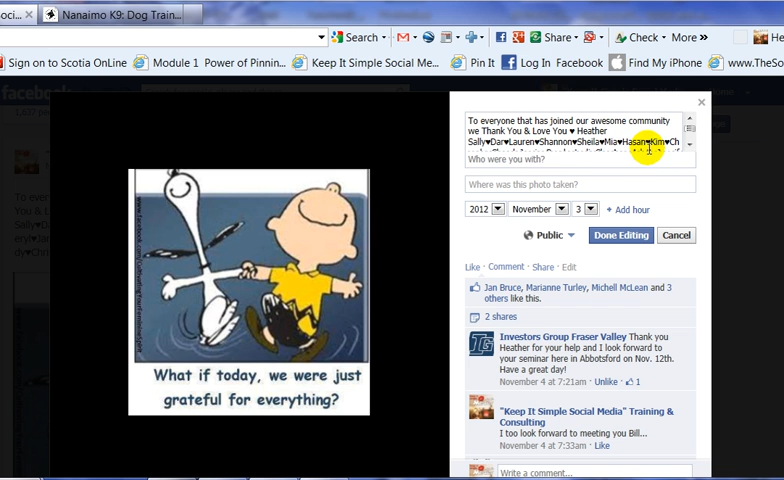 Nanaimo K9: Dog Train...
Search
Share
Check
More »
Sign on to Scotia OnLine
Module 1 Power of Pinnin...
Keep It Simple Social Me...
Pin It
Log In Facebook
Find My iPhone
www.TheSo
facebook
To everyone that has joined our awesome community
we Thank You & Love You ♥ Heather
Sally♥Dar♥Lauren♥Shannon♥Sheila♥Mia♥Hasan♥Kim♥Ch
Who were you with?
Where was this photo taken?
2012 November 3 + Add hour
Public Done Editing Cancel
Like · Comment · Share · Edit
Jan Bruce, Marianne Turley, Michell McLean and 3
others like this.
2 shares
Investors Group Fraser Valley Thank you
Heather for your help and I look forward to
your seminar here in Abbotsford on Nov. 12th.
Have a great day!
November 4 at 7:21am · Unlike · 1
"Keep It Simple Social Media" Training &
Consulting
I too look forward to meeting you Bill...
November 4 at 7:33am · Like
Write a comment...
What if today, we were just
grateful for everything?